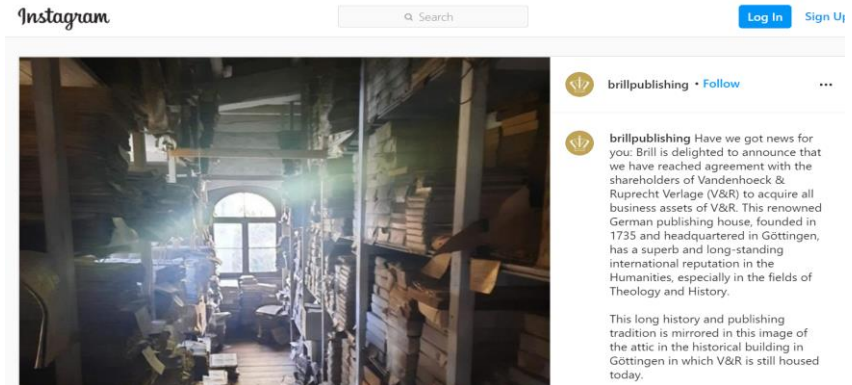 Instagram
Search
Log In
Sign Up
brillpublishing • Follow
...
brillpublishing Have we got news for
you: Brill is delighted to announce that
we have reached agreement with the
shareholders of Vandenhoeck &
Ruprecht Verlage (V&R) to acquire all
business assets of V&R. This renowned
German publishing house, founded in
1735 and headquartered in Göttingen,
has a superb and long-standing
international reputation in the
Humanities, especially in the fields of
Theology and History.
This long history and publishing
tradition is mirrored in this image of
the attic in the historical building in
Göttingen in which V&R is still housed
today.